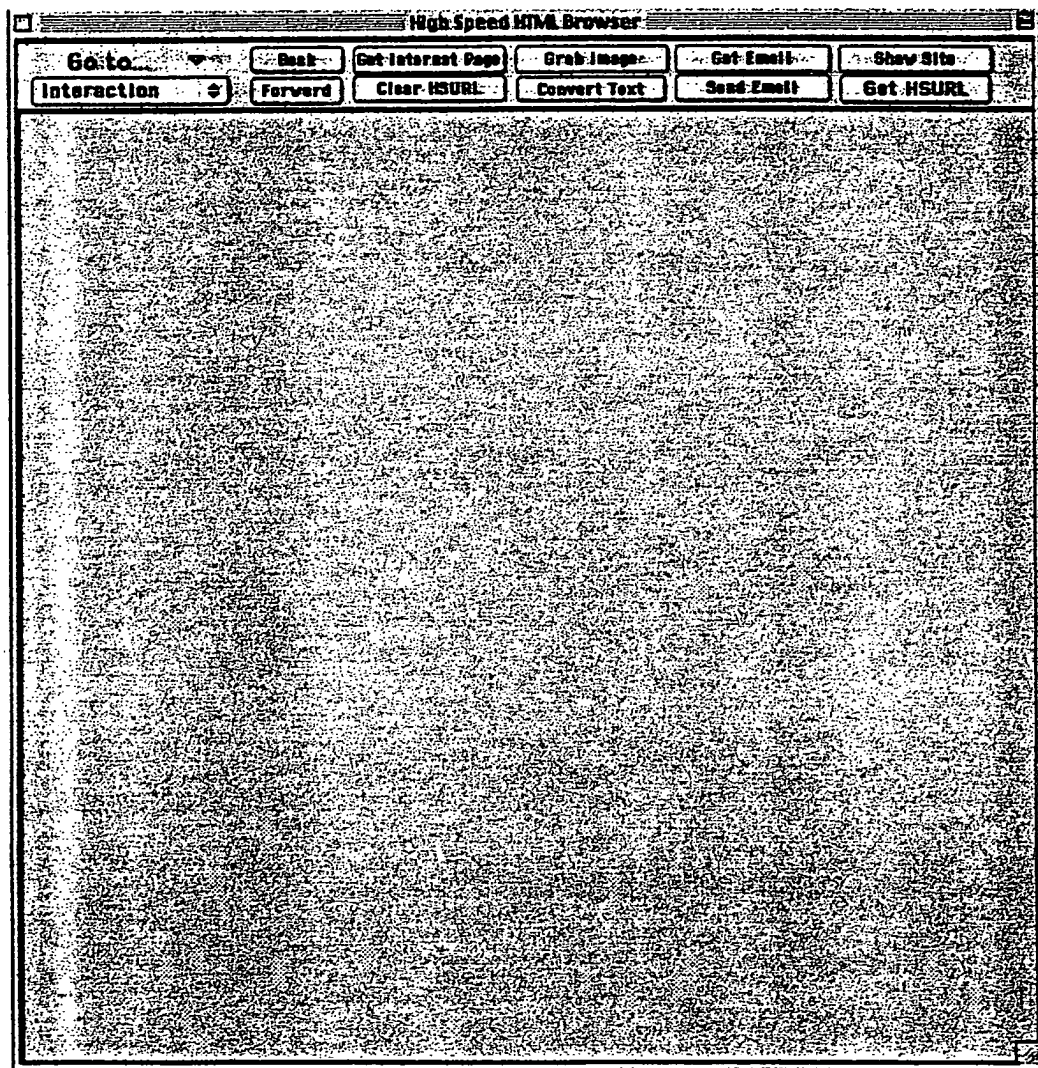 High Speed HTML Browser
Go to... Back Get Internet Page Grab Image Get Email Show Site
Interaction Forward Clear HSURL Convert Text Send Email Get HSURL